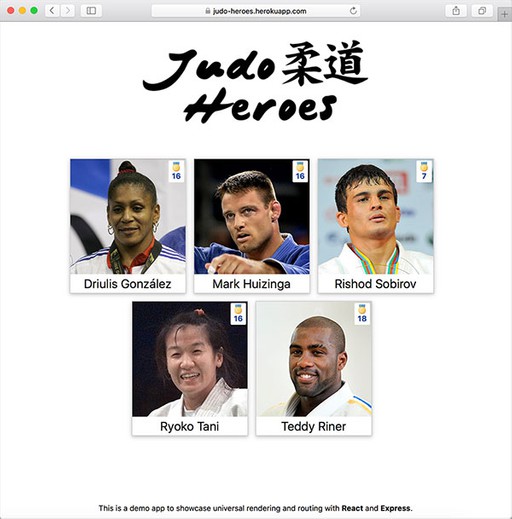 judo-heroes.herokuapp.com
Judo 柔道
Heroes
16
16
7
Driulis González
Mark Huizinga
Rishod Sobirov
16
18
Ryoko Tani
Teddy Riner
This is a demo app to showcase universal rendering and routing with React and Express.